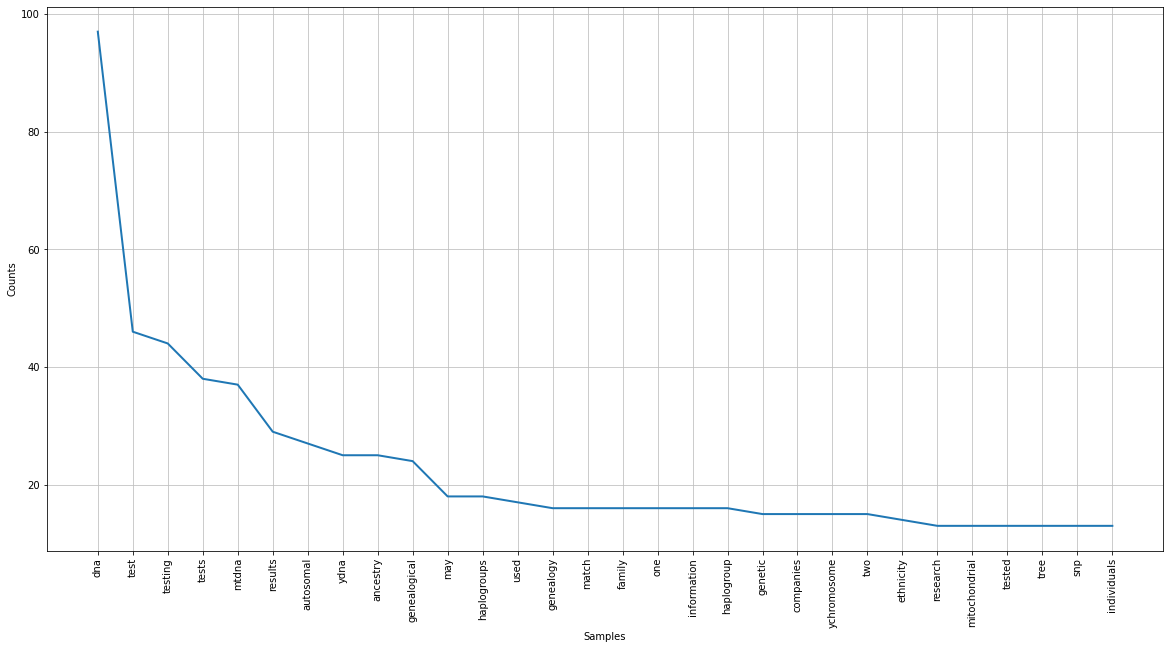 100
80
60
40
20
Counts
dna
test
testing
tests
mtdna
results
autosomal
ydna
ancestry
genealogical
may
haplogroups
used
genealogy
match
family
one
information
haplogroup
genetic
companies
ychromosome
two
ethnicity
research
mitochondrial
tested
tree
snp
individuals
Samples